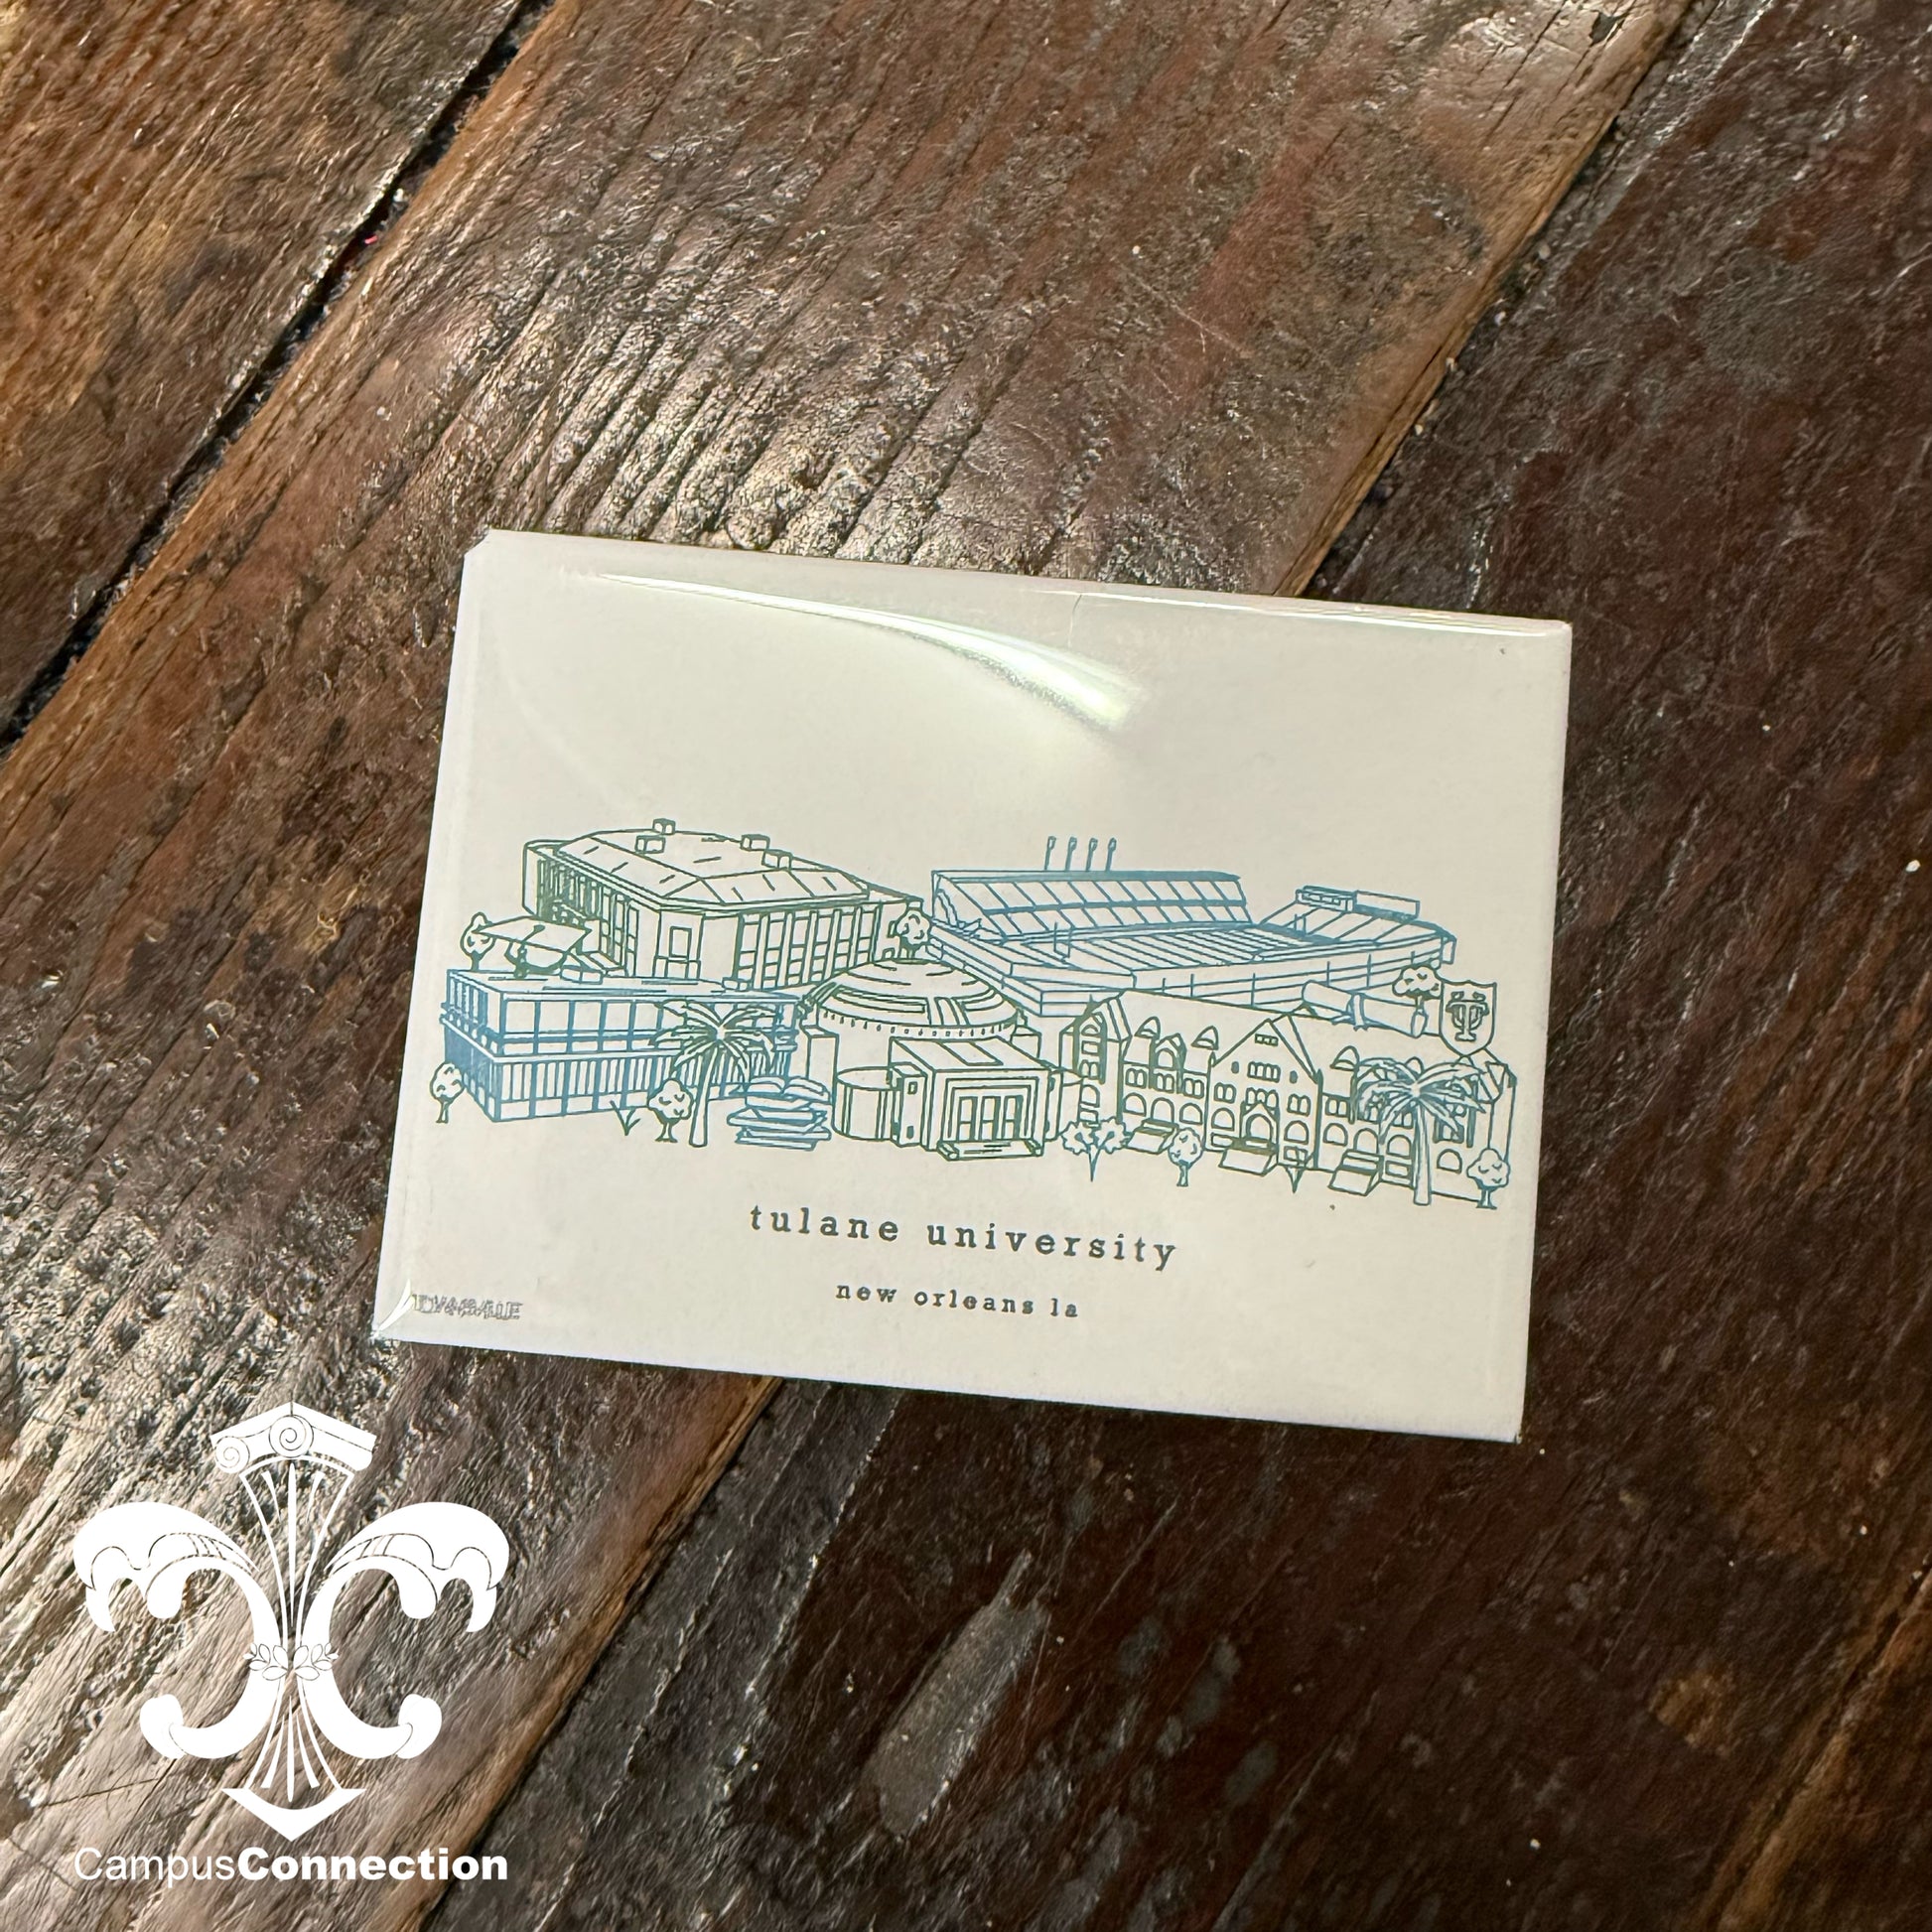 tulane university
new orleans la
CampusConnection